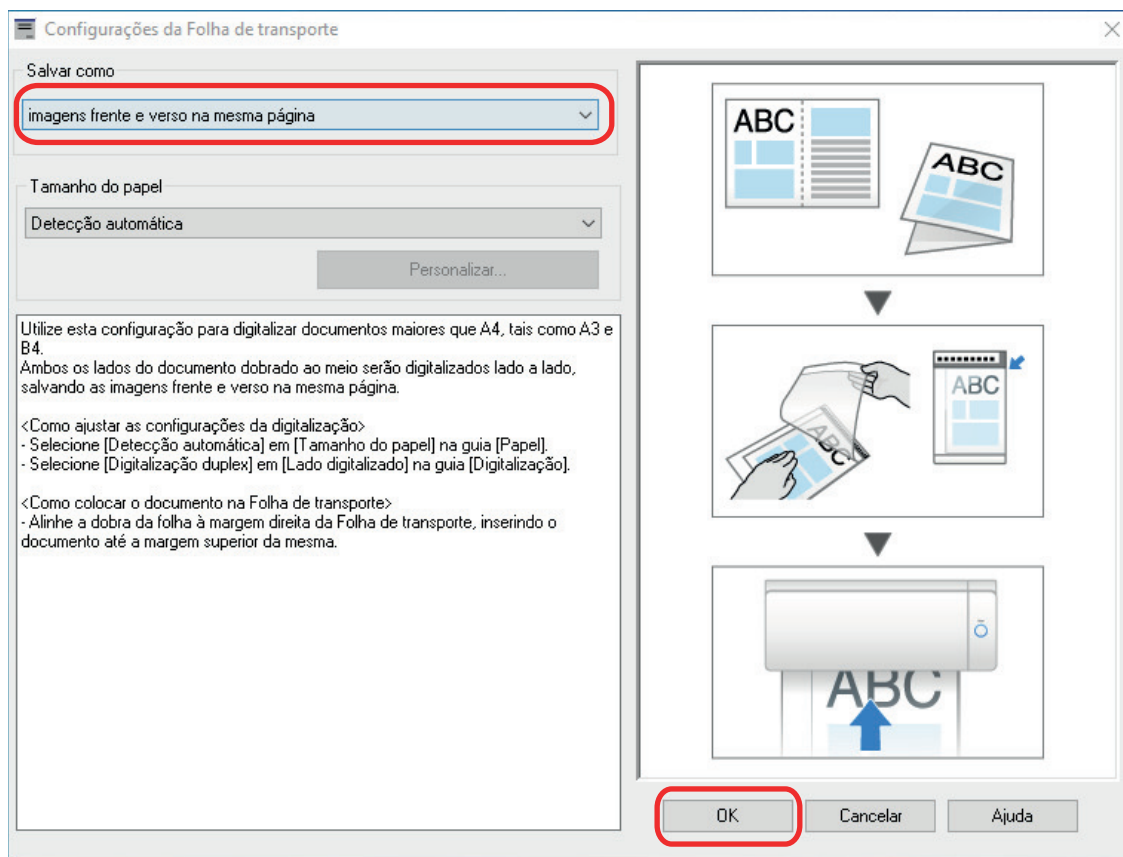 Configurações da Folha de transporte
Salvar como
imagens frente e verso na mesma página
Tamanho do papel
Detecção automática
Personalizar...
Utilize esta configuração para digitalizar documentos maiores que A4, tais como A3 e
B4.
Ambos os lados do documento dobrado ao meio serão digitalizados lado a lado,
salvando as imagens frente e verso na mesma página.
<Como ajustar as configurações da digitalização>
- Selecione [Detecção automática] em [Tamanho do papel] na guia [Papel].
- Selecione [Digitalização duplex] em [Lado digitalizado] na guia [Digitalização].
<Como colocar o documento na Folha de transporte>
- Alinhe a dobra da folha à margem direita da Folha de transporte, inserindo o
documento até a margem superior da mesma.
ABC
ABC
ABC
ABC
ABC
OK
Cancelar
Ajuda